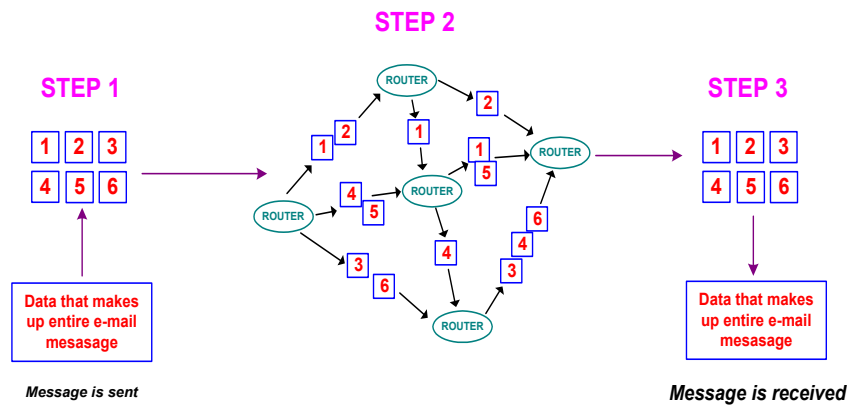 STEP 2
STEP 1
STEP 3
ROUTER
2
1 2
1
1 2 3
4 5 6
1
5
ROUTER
ROUTER
4
5
ROUTER
ROUTER
3
6
4
6
4
3
ROUTER
1 2 3
4 5 6
Data that makes
up entire e-mail
mesasage
Data that makes
up entire e-mail
mesasage
Message is sent
Message is received